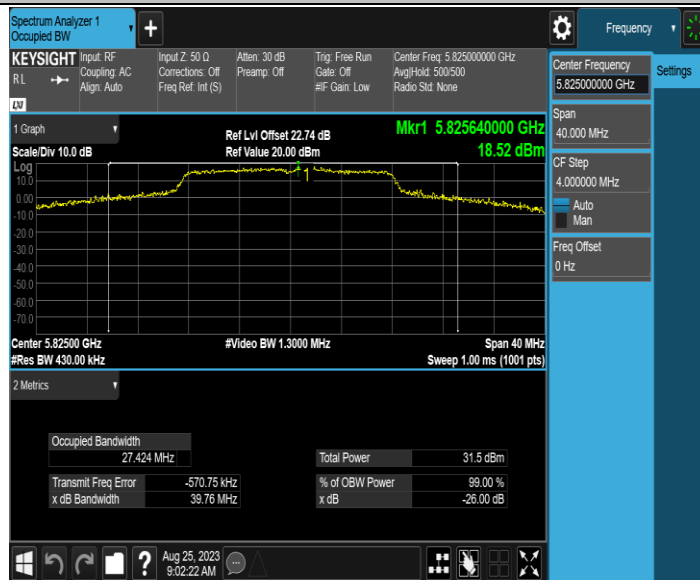 Spectrum Analyzer 1
Occupied BW
+
Frequency
KEYSIGHT
RL
LXI
Input: RF
Coupling: AC
Align: Auto
Input Z: 50 Ω
Corrections: Off
Freq Ref: Int (S)
Atten: 30 dB
Preamp: Off
Trig: Free Run
Gate: Off
#IF Gain: Low
Center Freq: 5.825000000 GHz
Avg|Hold: 500/500
Radio Std: None
Center Frequency
5.825000000 GHz
Settings
Span
40.000 MHz
CF Step
4.000000 MHz
Auto
Man
Freq Offset
0 Hz
1 Graph
Scale/Div 10.0 dB
Ref Lvl Offset 22.74 dB
Ref Value 20.00 dBm
Mkr1 5.825640000 GHz
18.52 dBm
Log
10.0
0.00
-10.0
-20.0
-30.0
-40.0
-50.0
-60.0
-70.0
1
Center 5.82500 GHz
#Video BW 1.3000 MHz
Span 40 MHz
#Res BW 430.00 kHz
Sweep 1.00 ms (1001 pts)
2 Metrics
Occupied Bandwidth
27.424 MHz
Total Power 31.5 dBm
Transmit Freq Error -570.75 kHz
% of OBW Power 99.00 %
x dB Bandwidth 39.76 MHz
x dB -26.00 dB
?
Aug 25, 2023
9:02:22 AM